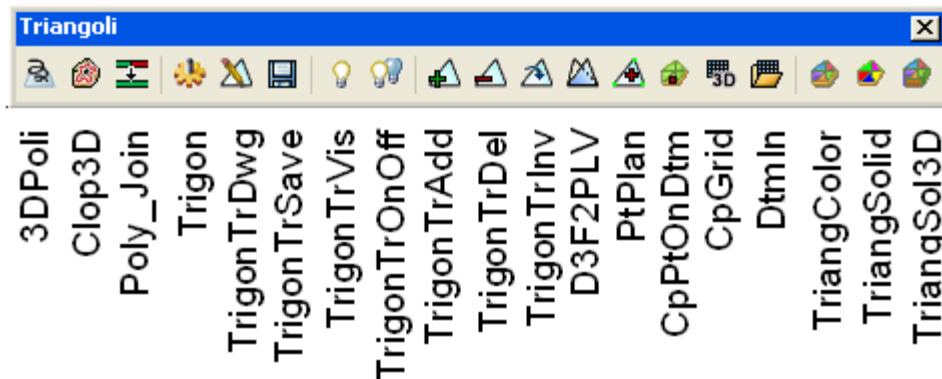 Triangoli
3D
3DPoli
Clop3D
Poly_Join
Trigon
TrigonTrDwg
TrigonTrSave
TrigonTrVis
TrigonTrOnOff
TrigonTrAdd
TrigonTrDel
TrigonTrInv
D3F2PLV
PtPlan
CpPtOnDtm
CpGrid
DtmIn
TriangColor
TriangSolid
TriangSol3D